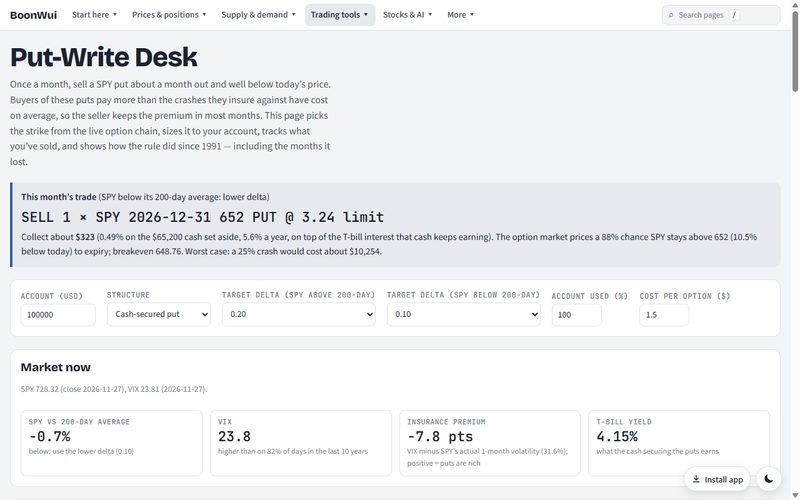 BoonWui Start here Prices & positions Supply & demand Trading tools Stocks & AI More Search pages /
Put-Write Desk
Once a month, sell a SPY put about a month out and well below today's price.
Buyers of these puts pay more than the crashes they insure against have cost
on average, so the seller keeps the premium in most months. This page picks
the strike from the live option chain, sizes it to your account, tracks what
you've sold, and shows how the rule did since 1991 — including the months it
lost.
This month's trade (SPY below its 200-day average: lower delta)
SELL 1 × SPY 2026-12-31 652 PUT @ 3.24 limit
Collect about $323 (0.49% on the $65,200 cash set aside, 5.6% a year, on top of the T-bill interest that cash keeps earning). The option market prices a 88% chance SPY stays above 652 (10.5%
below today) to expiry; breakeven 648.76. Worst case: a 25% crash would cost about $10,254.
ACCOUNT (USD) STRUCTURE TARGET DELTA (SPY ABOVE 200-DAY) TARGET DELTA (SPY BELOW 200-DAY) ACCOUNT USED (%) COST PER OPTION ($)
100000 Cash-secured put 0.20 0.10 100 1.5
Market now
SPY 728.32 (close 2026-11-27), VIX 23.81 (2026-11-27).
SPY VS 200-DAY AVERAGE VIX INSURANCE PREMIUM T-BILL YIELD
-0.7% 23.8 -7.8 pts 4.15%
below: use the lower delta (0.10) higher than on 82% of days in the last 10 years VIX minus SPY's actual 1-month volatility (31.6%); what the cash securing the puts earns
positive = puts are rich
Install app